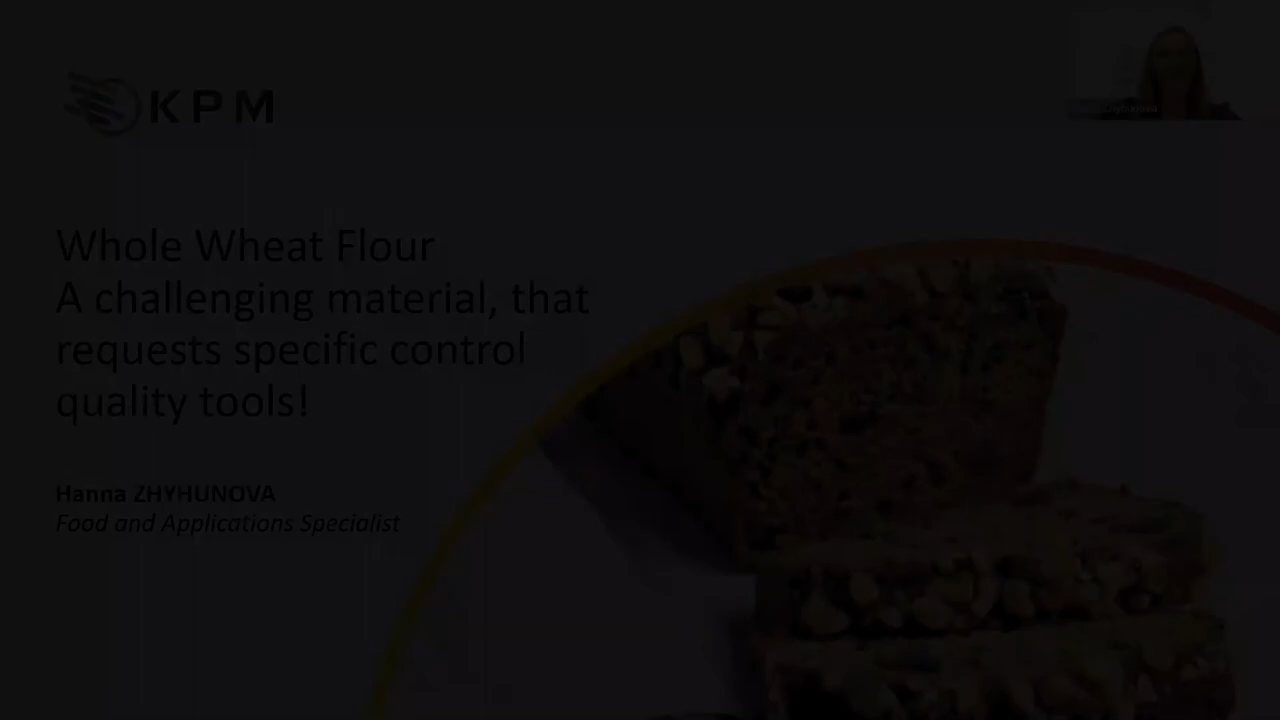 KPM
Whole Wheat Flour
A challenging material, that
requests specific control
quality tools!
Hanna ZHYHUNOVA
Food and Applications Specialist